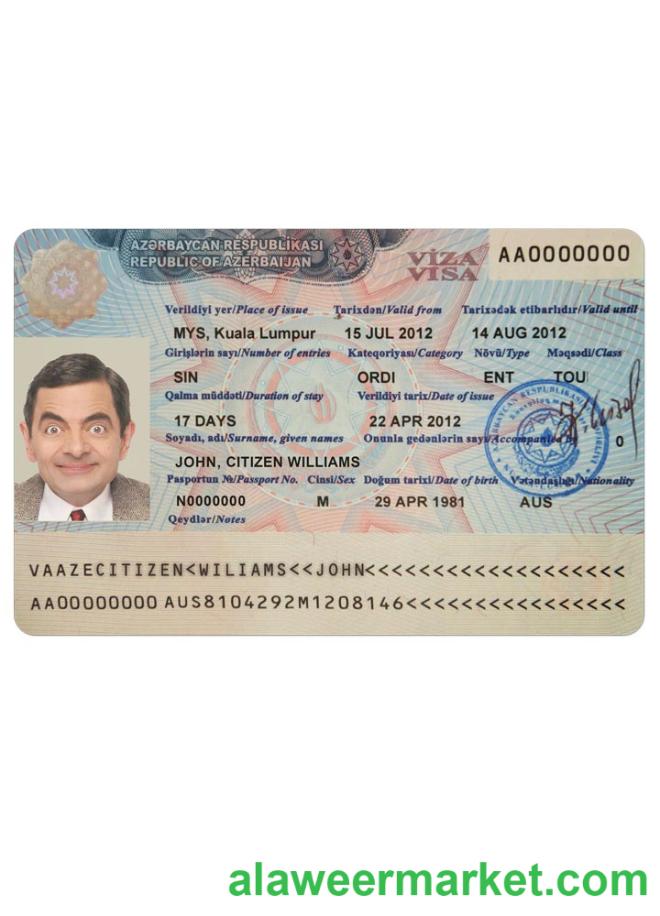 AZƏRBAYCAN RESPUBLİKASI
REPUBLIC OF AZERBAIJAN
VİZA
VISA
AA0000000
Verildiyi yer/Place of issue Tarixdən/Valid from Tarixədək etibarlıdır/Valid until
MYS, Kuala Lumpur 15 JUL 2012 14 AUG 2012
Girişlərin sayı/Number of entries Kateqoriyası/Category Növü/Type Məqsədi/Class
SIN ORDI ENT TOU
Qalma müddəti/Duration of stay Verildiyi tarix/Date of issue
17 DAYS 22 APR 2012
Soyadı, adı/Surname, given names Onunla gedənlərin sayı/Accompanied by
JOHN, CITIZEN WILLIAMS 0
Pasportun №/Passport No. Cinsi/Sex Doğum tarixi/Date of birth Vətəndaşlığı/Nationality
N0000000 M 29 APR 1981 AUS
Qeydlər/Notes
VAAZECITIZEN<WILIAMS<<JOHN<<<<<<<<<<<<<<<<<<<<
AA00000000 AUS8104292M1208146<<<<<<<<<<<<<<<<<
AZƏRBAYCAN RESPUBLİKASI
alaweermarket.com